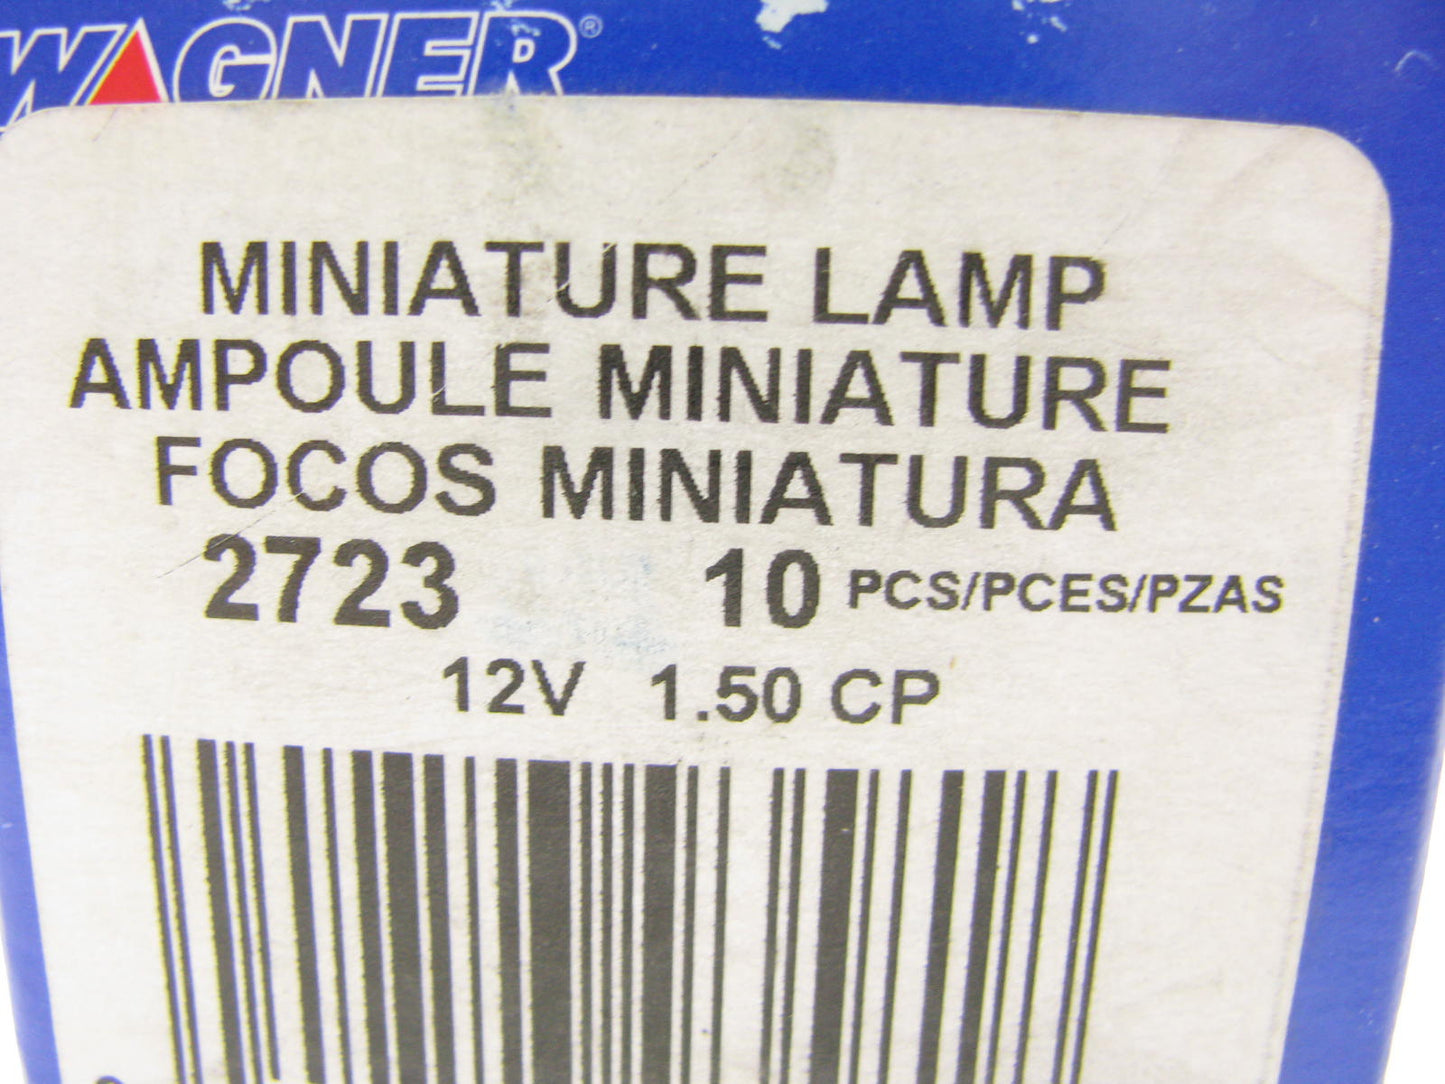 WAGNER®
MINIATURE LAMP
AMPOULE MINIATURE
FOCOS MINIATURA
2723 10 PCS/PCES/PZAS
12V 1.50 CP